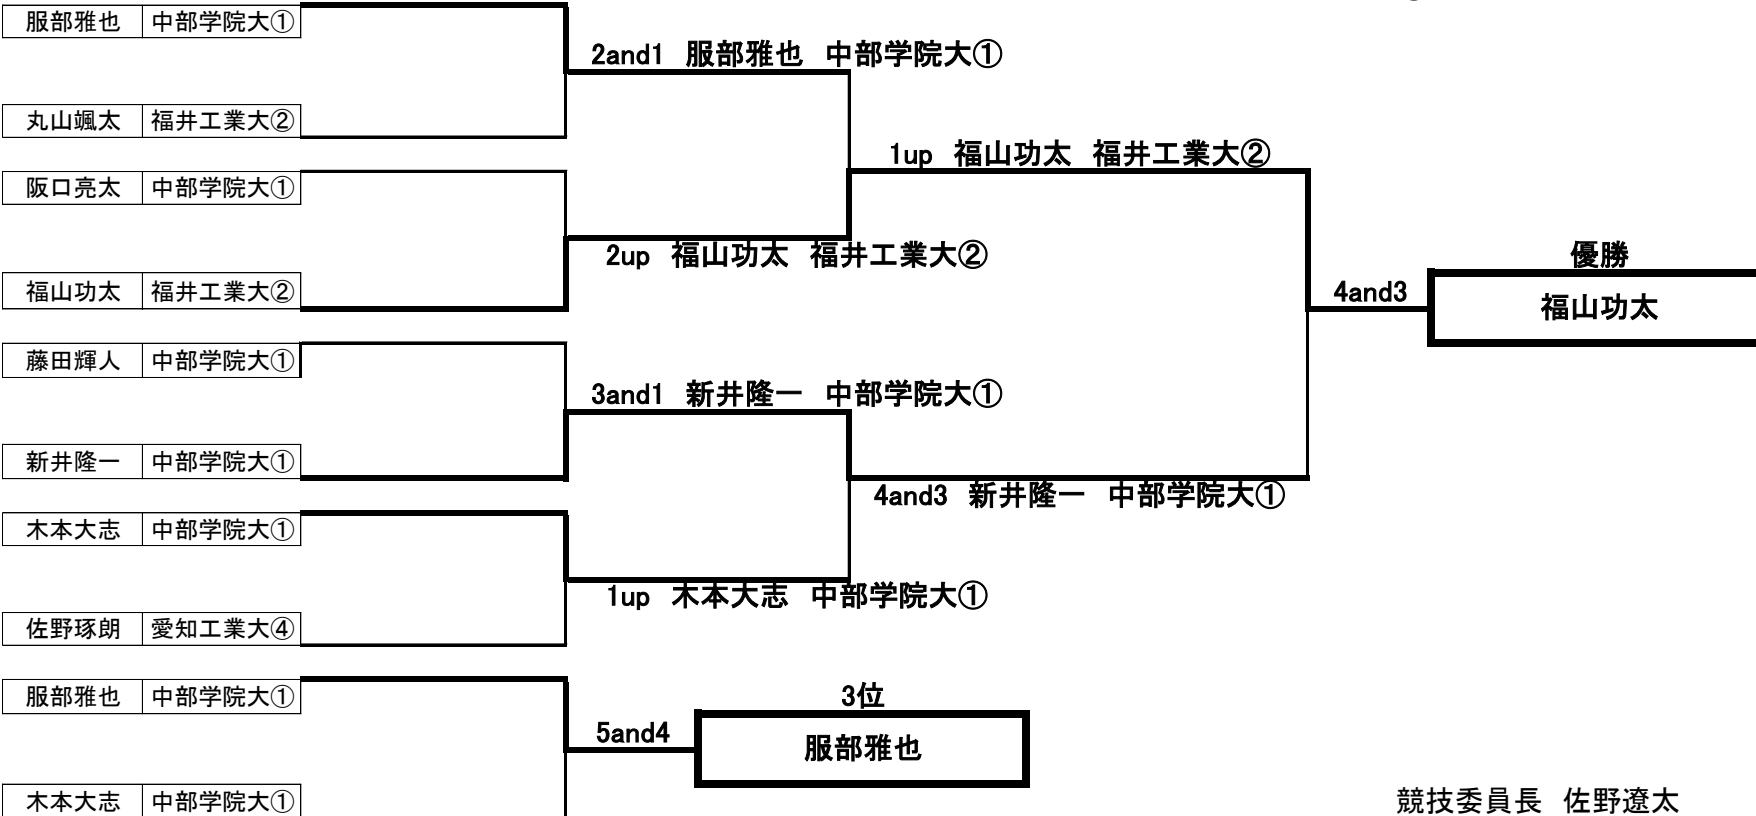 服部雅也 中部学院大①
2and1 服部雅也 中部学院大①
丸山颯太 福井工業大②
1up 福山功太 福井工業大②
阪口亮太 中部学院大①
2up 福山功太 福井工業大②
優勝
福山功太 福井工業大②
4and3
福山功太
藤田輝人 中部学院大①
3and1 新井隆一 中部学院大①
新井隆一 中部学院大①
4and3 新井隆一 中部学院大①
木本大志 中部学院大①
1up 木本大志 中部学院大①
佐野琢朗 愛知工業大④
服部雅也 中部学院大①
3位
5and4
服部雅也
木本大志 中部学院大①
競技委員長 佐野遼太